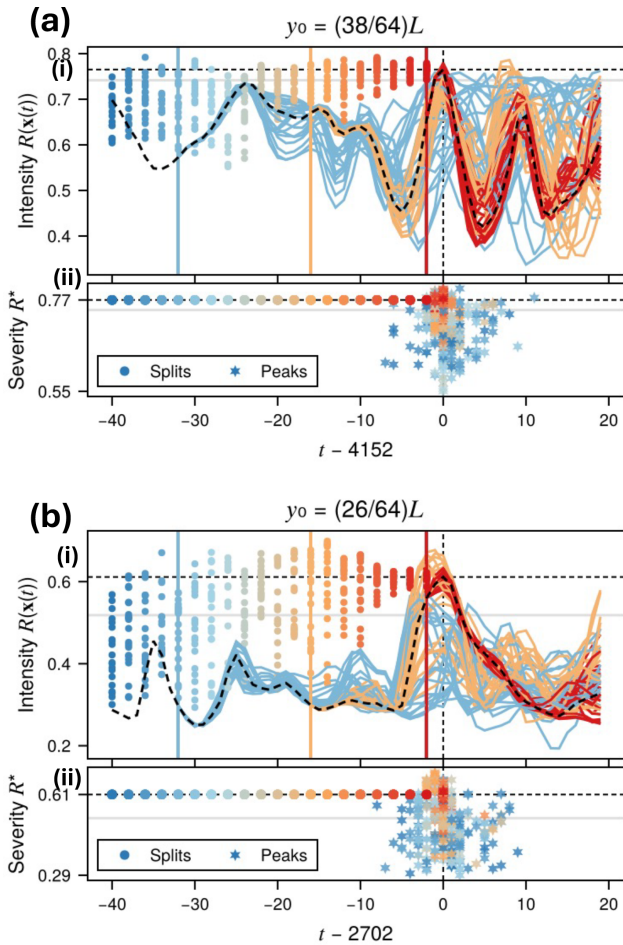 (a)
y₀ = (38/64)L
(i)
0.8
0.7
0.6
0.5
0.4
Intensity R(x(t))
(ii)
0.77
0.55
Severity R*
Splits Peaks
−40 −30 −20 −10 0 10 20
t − 4152
(b)
y₀ = (26/64)L
(i)
0.6
0.4
0.2
Intensity R(x(t))
(ii)
0.61
0.29
Severity R*
Splits Peaks
−40 −30 −20 −10 0 10 20
t − 2702